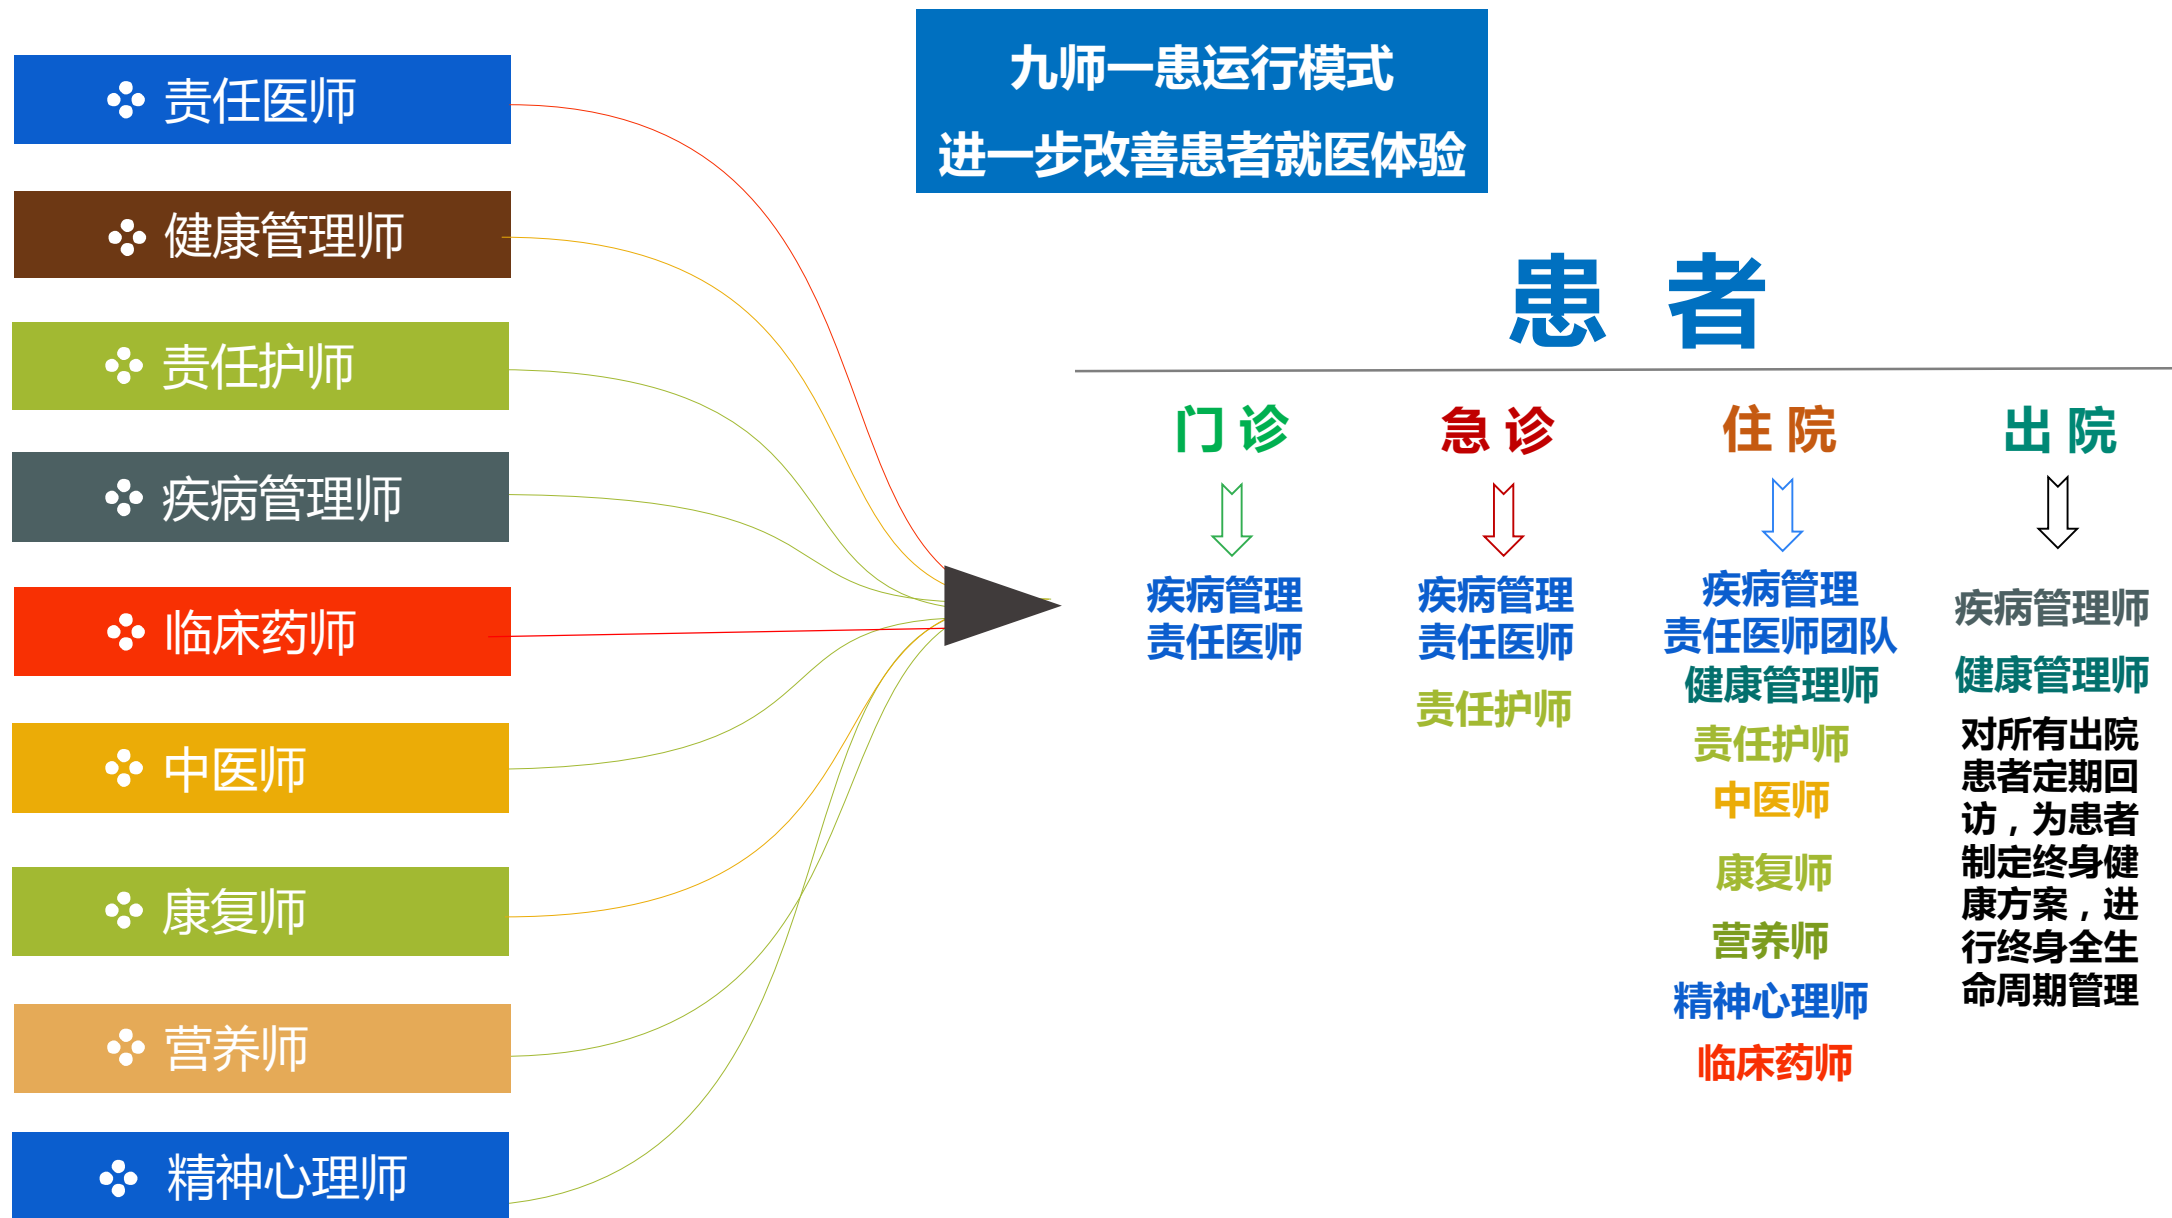 九师一患运行模式
进一步改善患者就医体验
责任医师
健康管理师
责任护师
疾病管理师
临床药师
中医师
康复师
营养师
精神心理师
患 者
门 诊
疾病管理
责任医师
急 诊
疾病管理
责任医师
责任护师
住 院
疾病管理
责任医师团队
健康管理师
责任护师
中医师
康复师
营养师
精神心理师
临床药师
出 院
疾病管理师
健康管理师
对所有出院
患者定期回
访，为患者
制定终身健
康方案，进
行终身全生
命周期管理